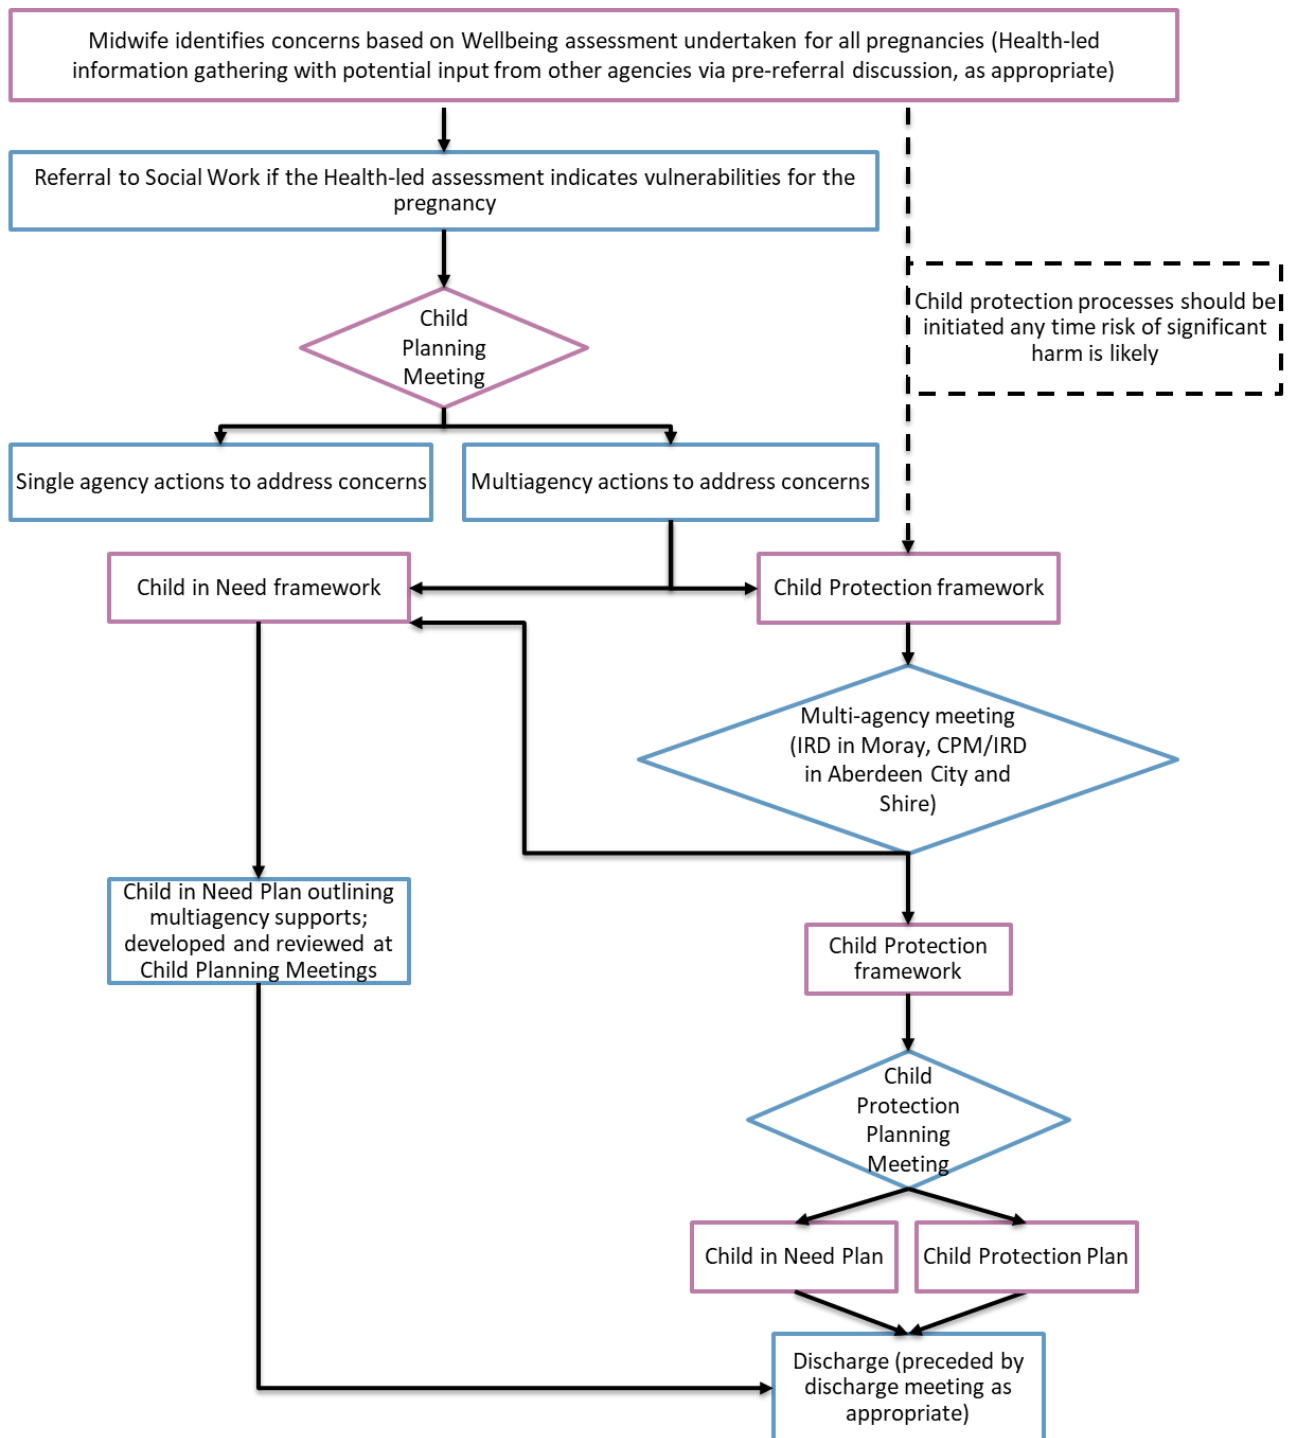 Midwife identifies concerns based on Wellbeing assessment undertaken for all pregnancies (Health-led
information gathering with potential input from other agencies via pre-referral discussion, as appropriate)
Referral to Social Work if the Health-led assessment indicates vulnerabilities for the
pregnancy
Child protection processes should be
initiated any time risk of significant
harm is likely
Child
Planning
Meeting
Single agency actions to address concerns
Multiagency actions to address concerns
Child in Need framework
Child Protection framework
Multi-agency meeting
(IRD in Moray, CPM/IRD
in Aberdeen City and
Shire)
Child in Need Plan outlining
multiagency supports;
developed and reviewed at
Child Planning Meetings
Child Protection
framework
Child
Protection
Planning
Meeting
Child in Need Plan
Child Protection Plan
Discharge (preceded by
discharge meeting as
appropriate)